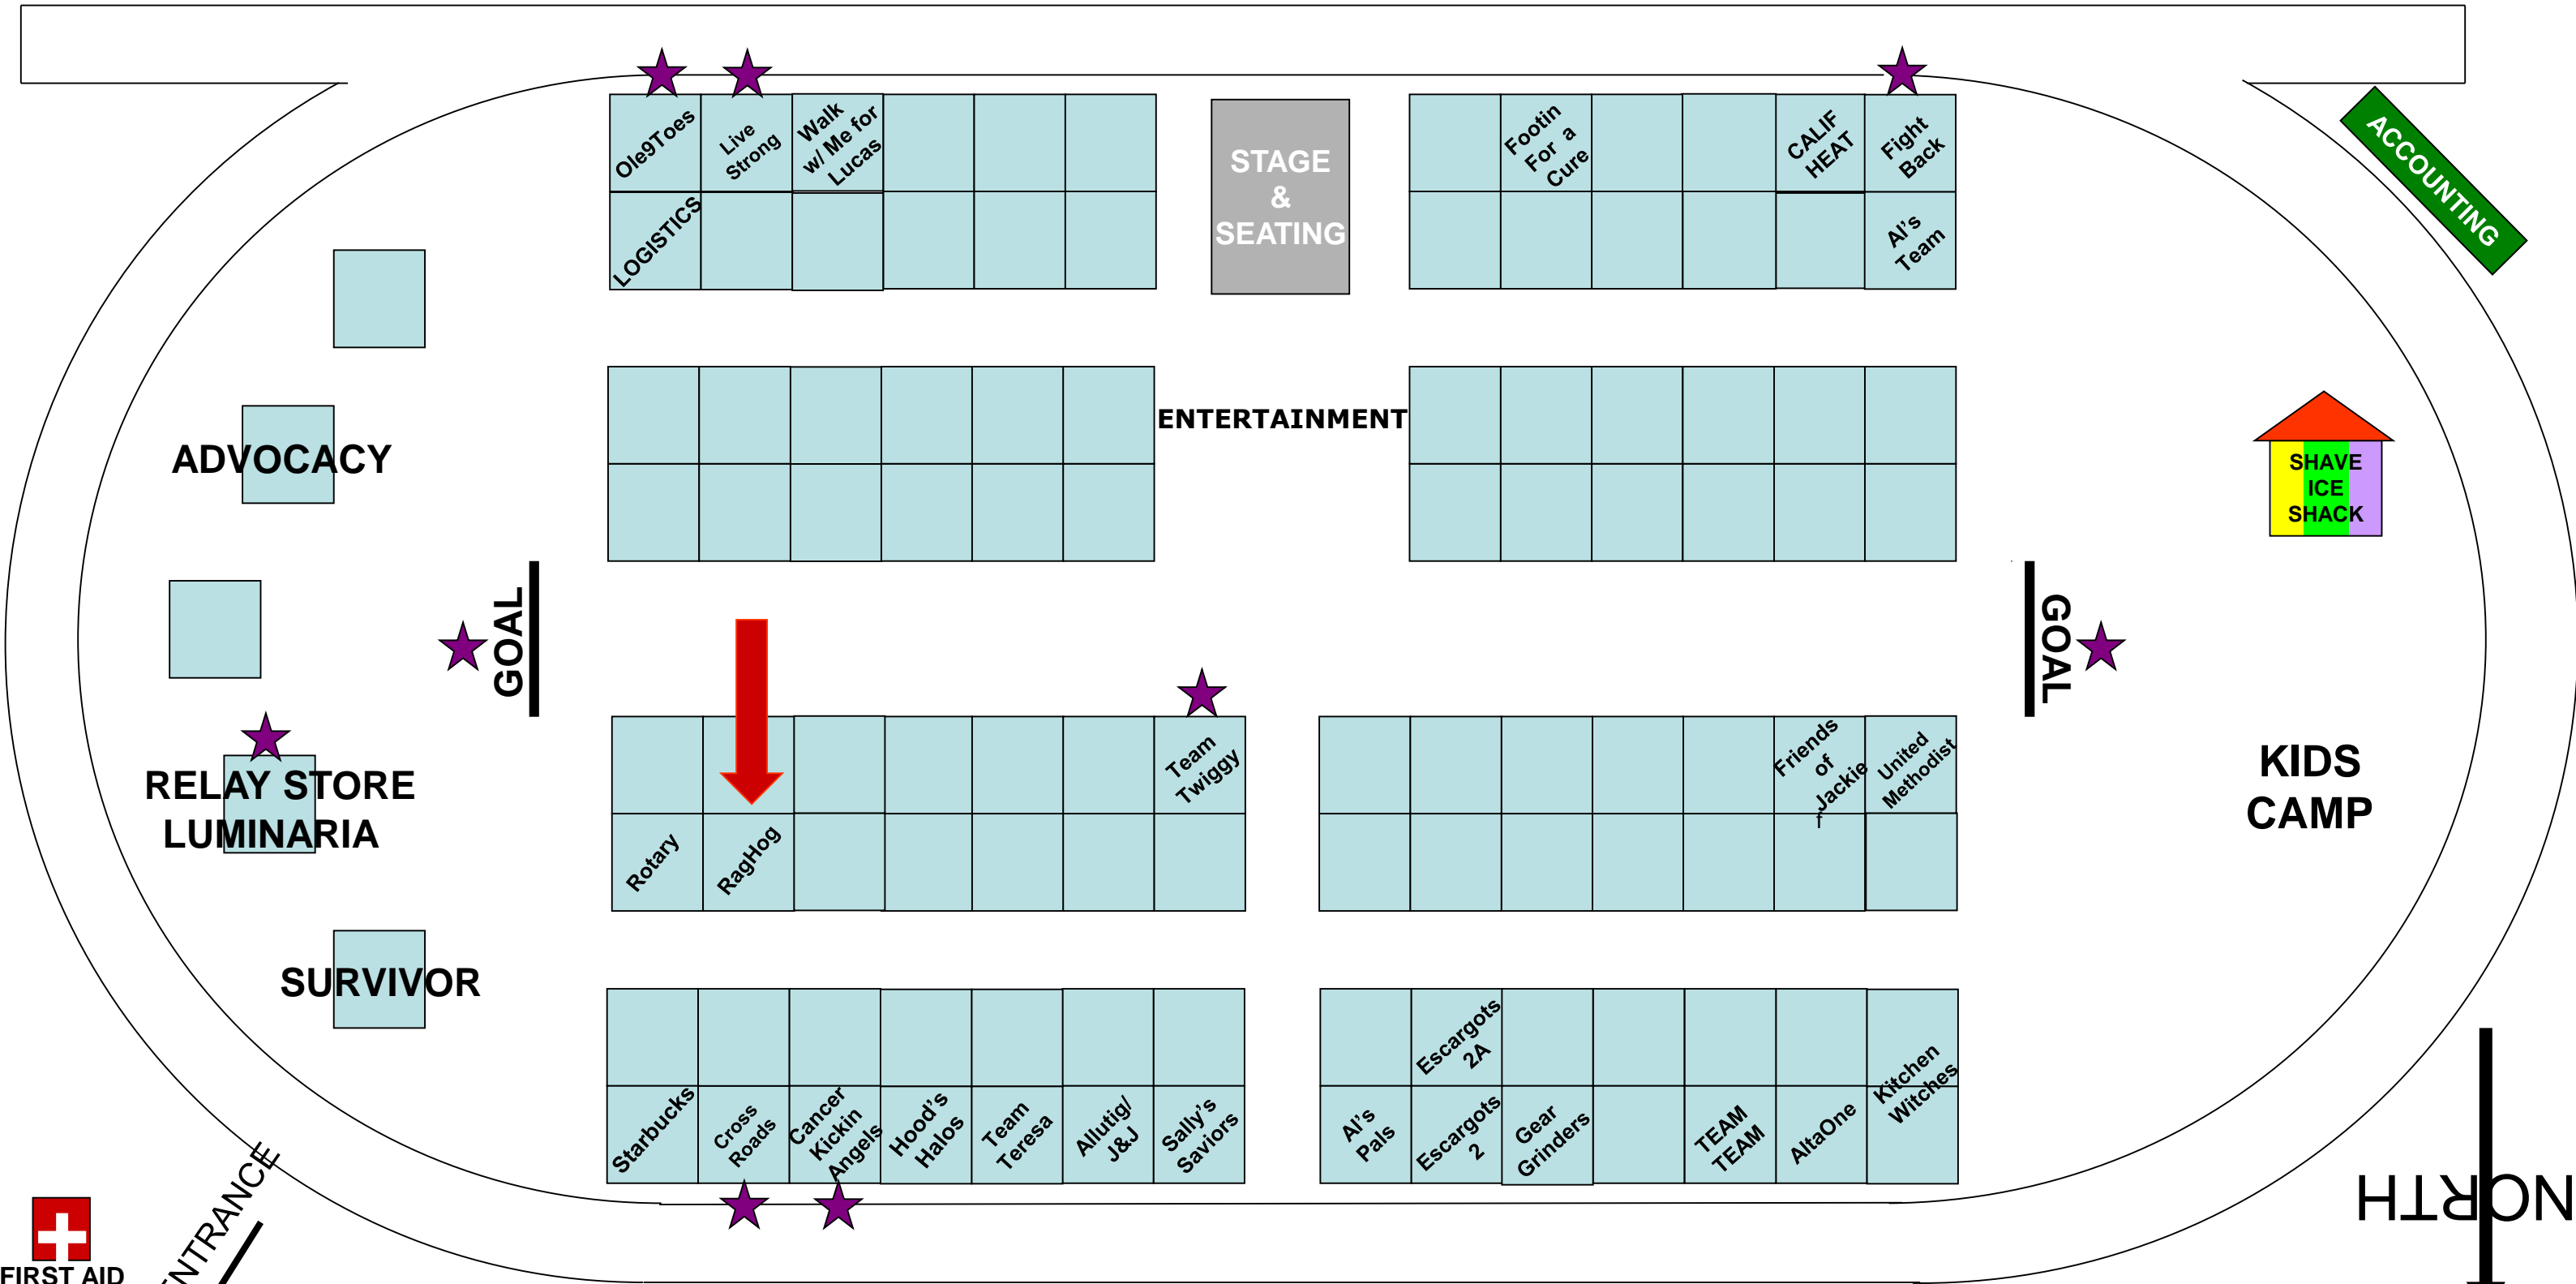 Ole9Toes
Live
Strong
Walk
w/ Me for
Lucas
STAGE
&
SEATING
Footin
For a
Cure
CALIF
HEAT
Fight
Back
ACCOUNTING
LOGISTICS
Al's
Team
ENTERTAINMENT
ADVOCACY
SHAVE
ICE
SHACK
GOAL
GOAL
RELAY STORE
LUMINARIA
Team
Twiggy
Friends
of
Jackie
f
United
Methodist
KIDS
CAMP
Rotary
RagHog
SURVIVOR
Escargots
2A
Kitchen
Witches
Starbucks
Cross
Roads
Cancer
Kickin
Angels
Hood's
Halos
Team
Teresa
Allutig/
J&J
Sally's
Saviors
Al's
Pals
Escargots
2
Gear
Grinders
TEAM
TEAM
AltaOne
ENTRANCE
NORTH
FIRST AID